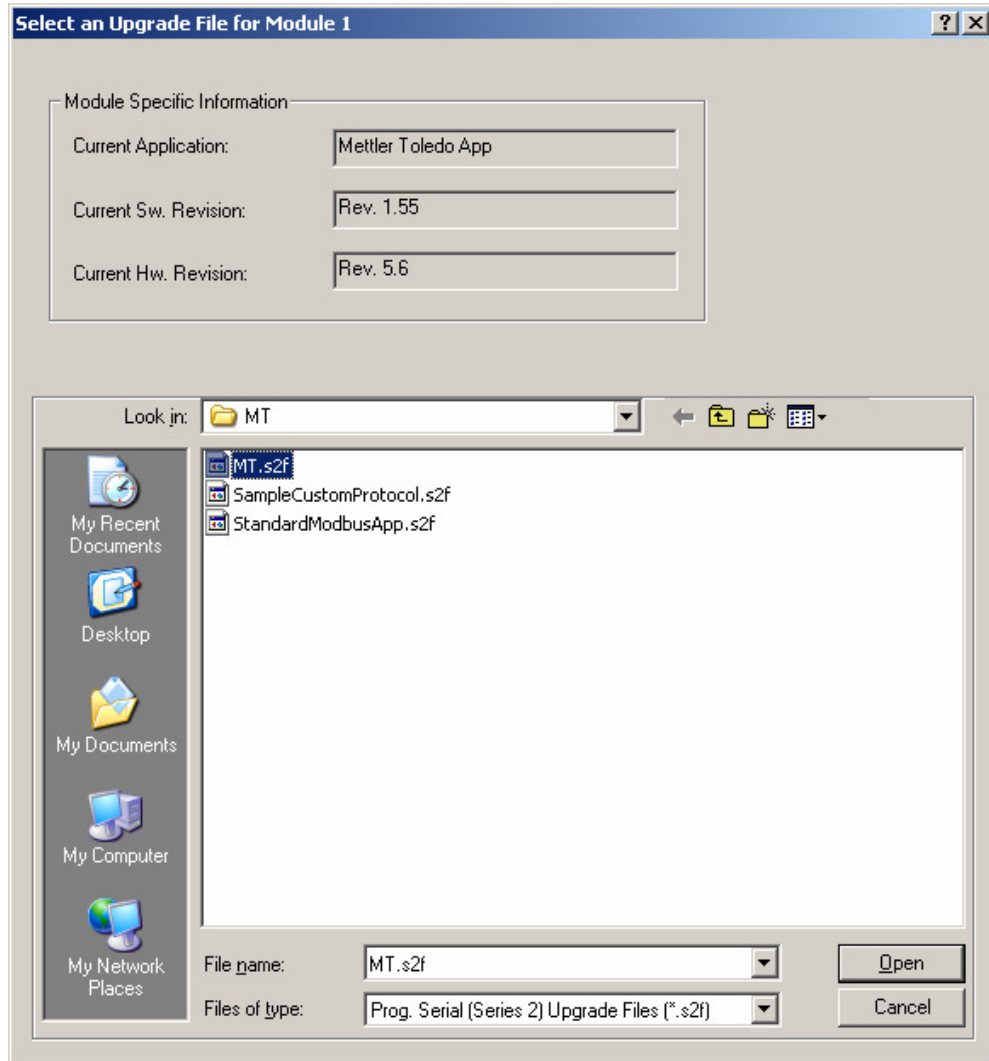 Select an Upgrade File for Module 1
Module Specific Information
Current Application: Mettler Toledo App
Current Sw. Revision: Rev. 1.55
Current Hw. Revision: Rev. 5.6
Look in: MT
MT.s2f
SampleCustomProtocol.s2f
StandardModbusApp.s2f
My Recent
Documents
Desktop
My Documents
My Computer
My Network
Places
File name: MT.s2f Open
Files of type: Prog. Serial (Series 2) Upgrade Files (*.s2f) Cancel